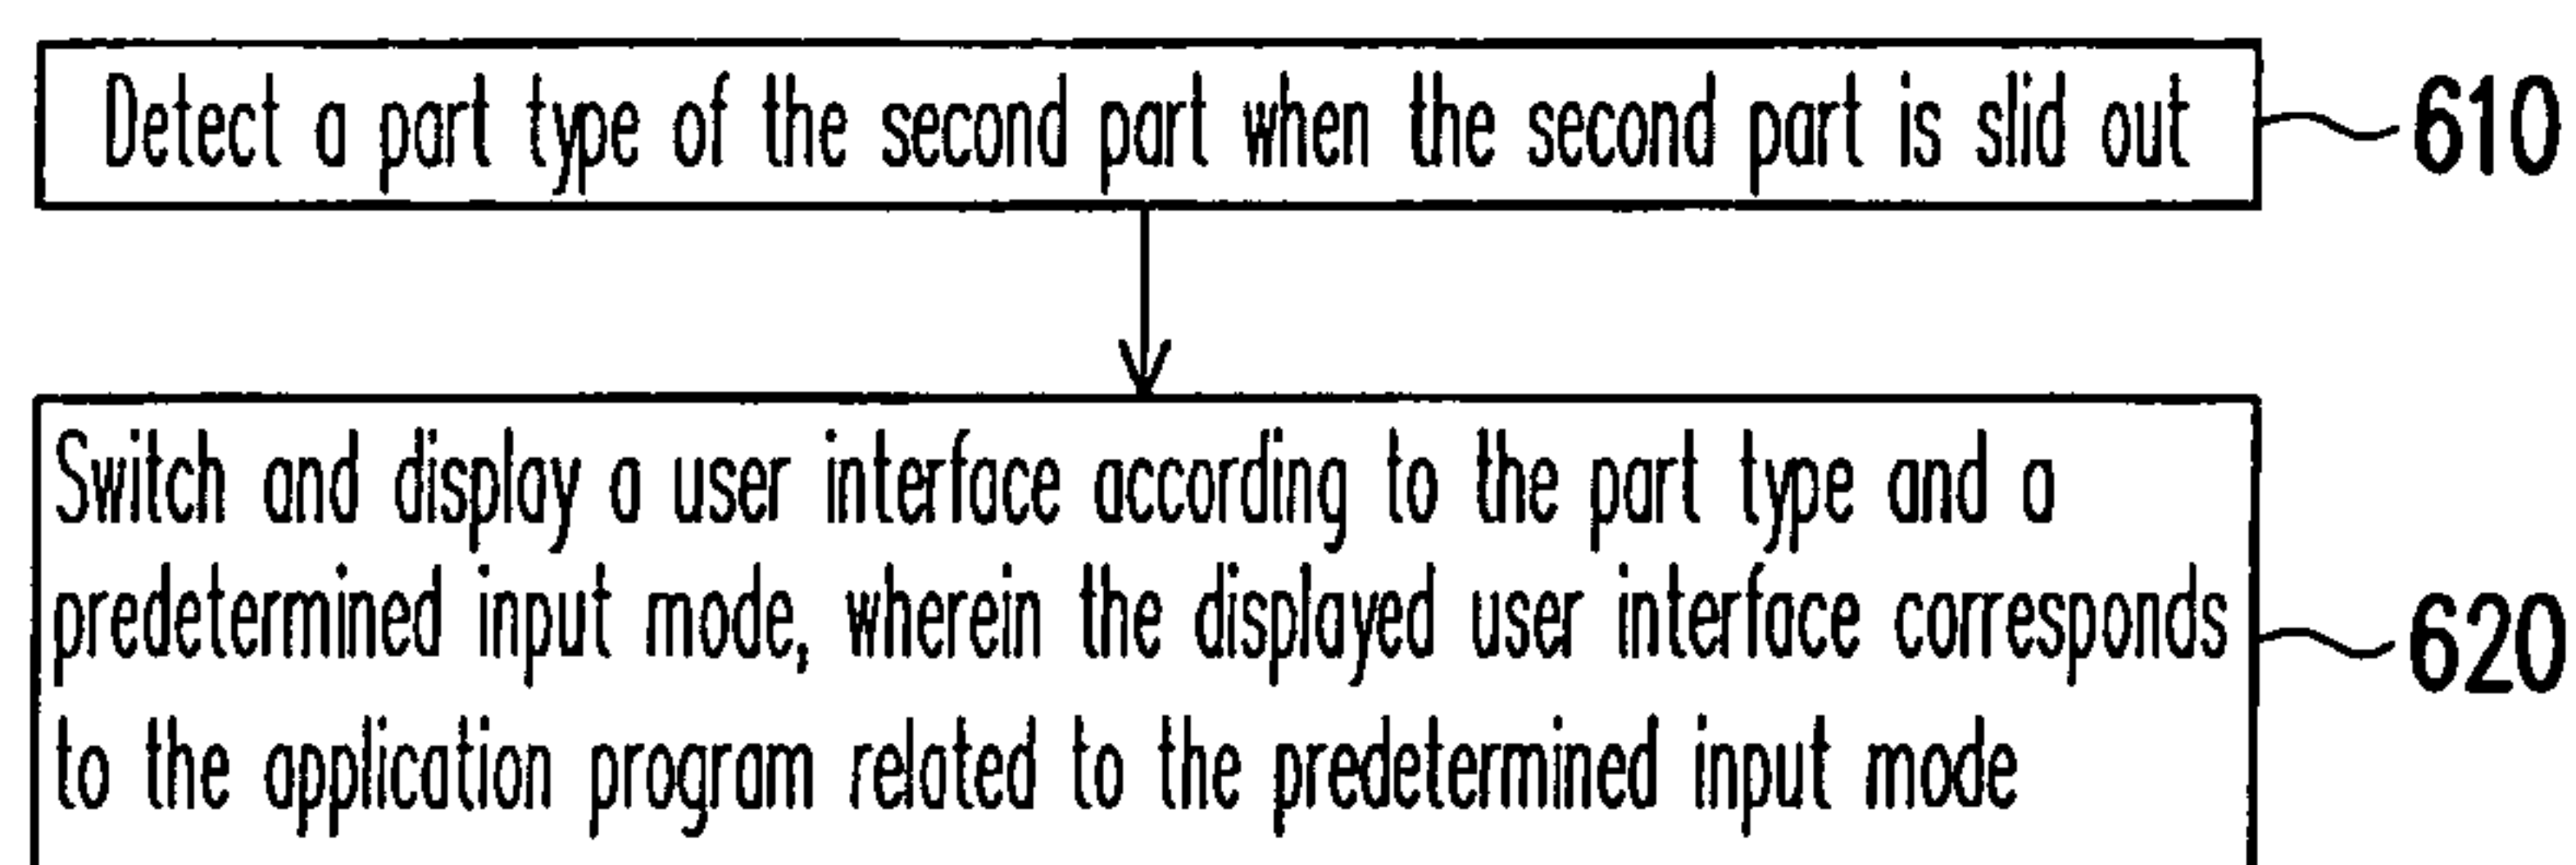 Detect a part type of the second part when the second part is slid out
610
Switch and display a user interface according to the part type and a
predetermined input mode, wherein the displayed user interface corresponds
620
to the application program related to the predetermined input mode